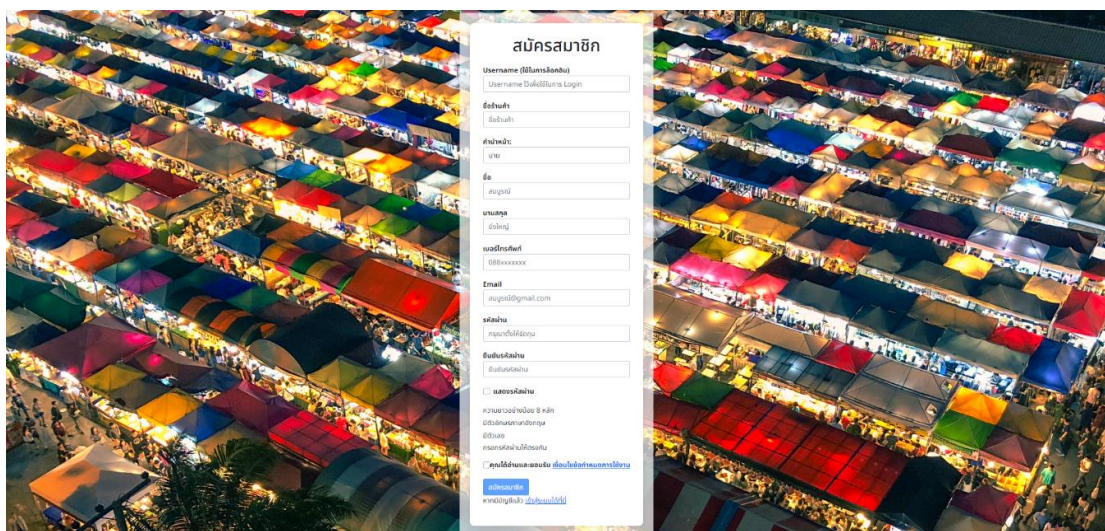 สมัครสมาชิก
Username (ใช้ในการล็อคอิน)
Username ไว้เพื่อใช้ในการ Login
ชื่อร้านค้า
ชื่อร้านค้า
คำนำหน้า:
นาย
ชื่อ
สมบูรณ์
นามสกุล
ยิ่งใหญ่
เบอร์โทรศัพท์
088xxxxxxx
Email
สมบูรณ์@gmail.com
รหัสผ่าน
กรุณาตั้งให้รัดกุม
ยืนยันรหัสผ่าน
ยืนยันรหัสผ่าน
แสดงรหัสผ่าน
ความยาวอย่างน้อย 8 หลัก
มีตัวอักษรภาษาอังกฤษ
มีตัวเลข
กรอกรหัสผ่านให้ตรงกัน
คุณได้อ่านและยอมรับ เงื่อนไขข้อกำหนดการใช้งาน
สมัครสมาชิก
หากมีบัญชีแล้ว เข้าสู่ระบบได้ที่นี่